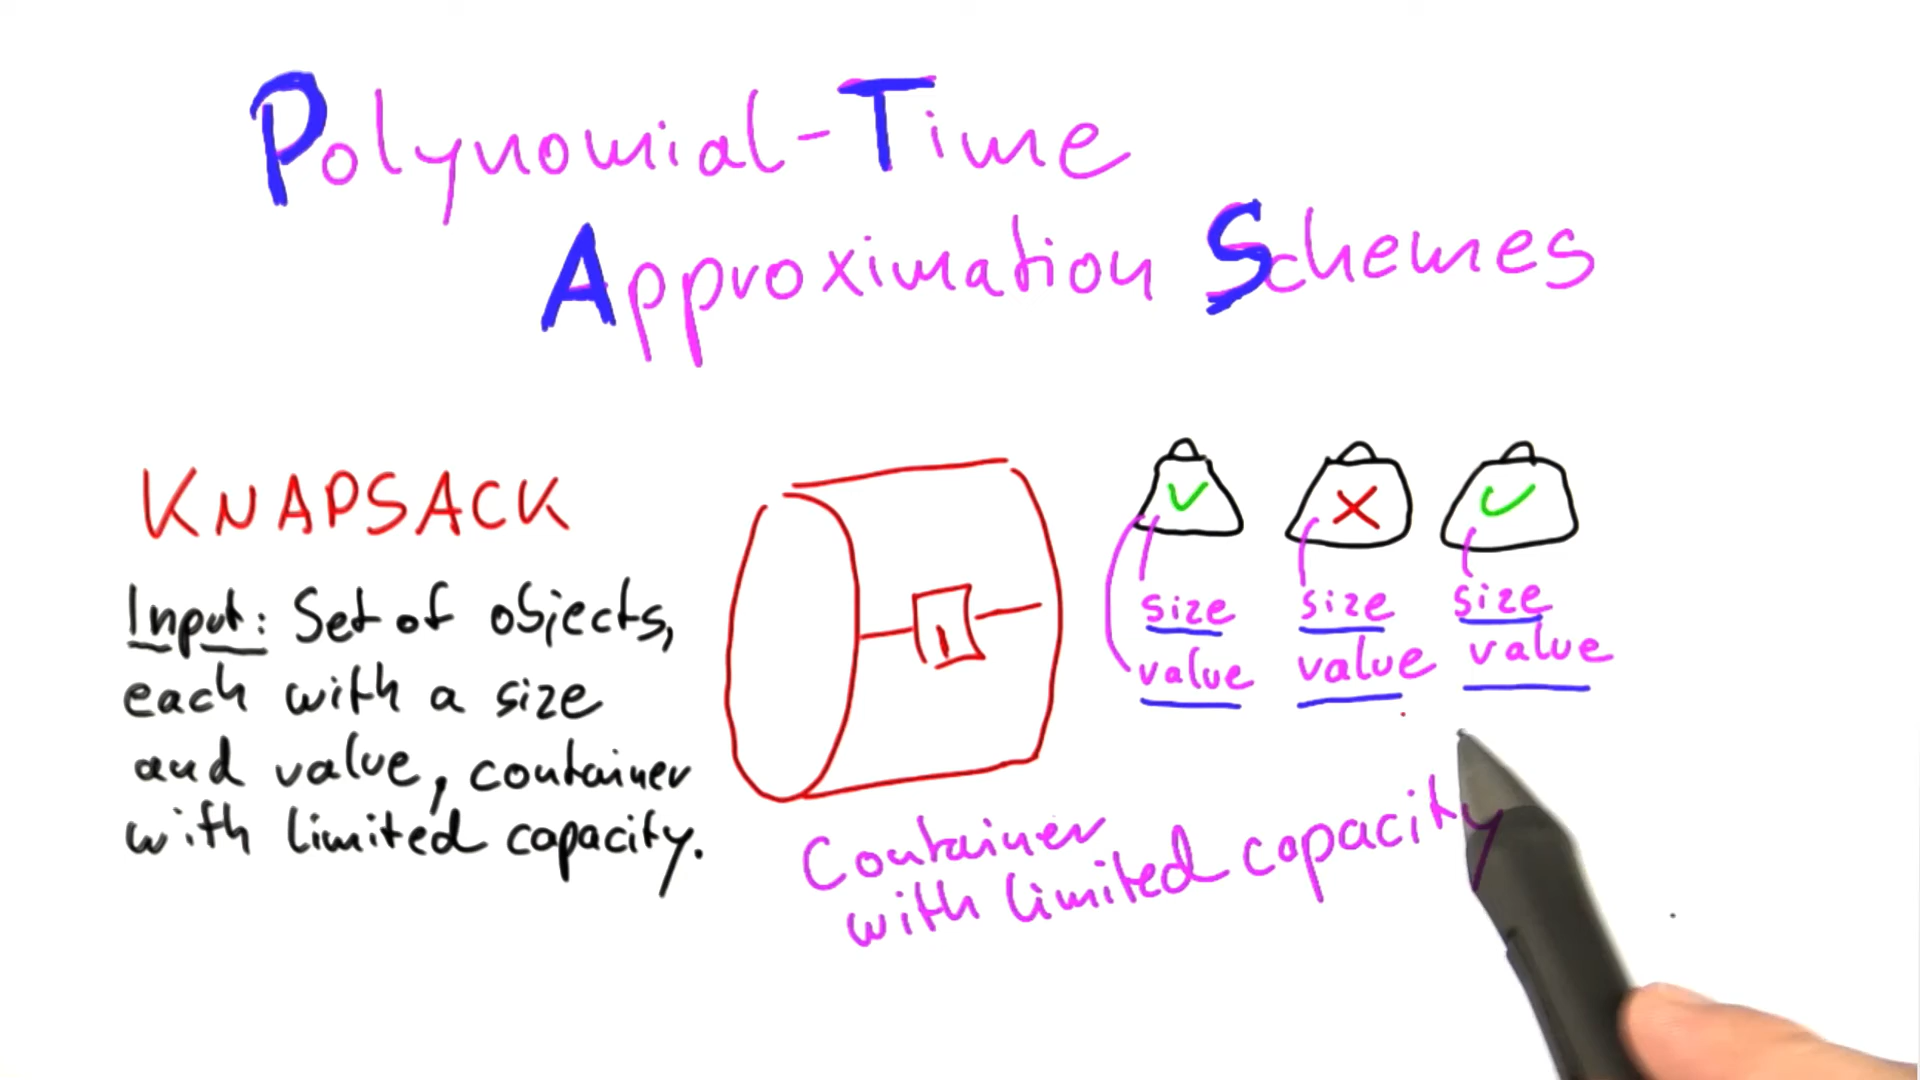 Polynomial-Time
Approximation Schemes
KNAPSACK
Input: Set of objects,
each with a size
and value, container
with limited capacity.
size size size
value value value
Container
with limited capacity